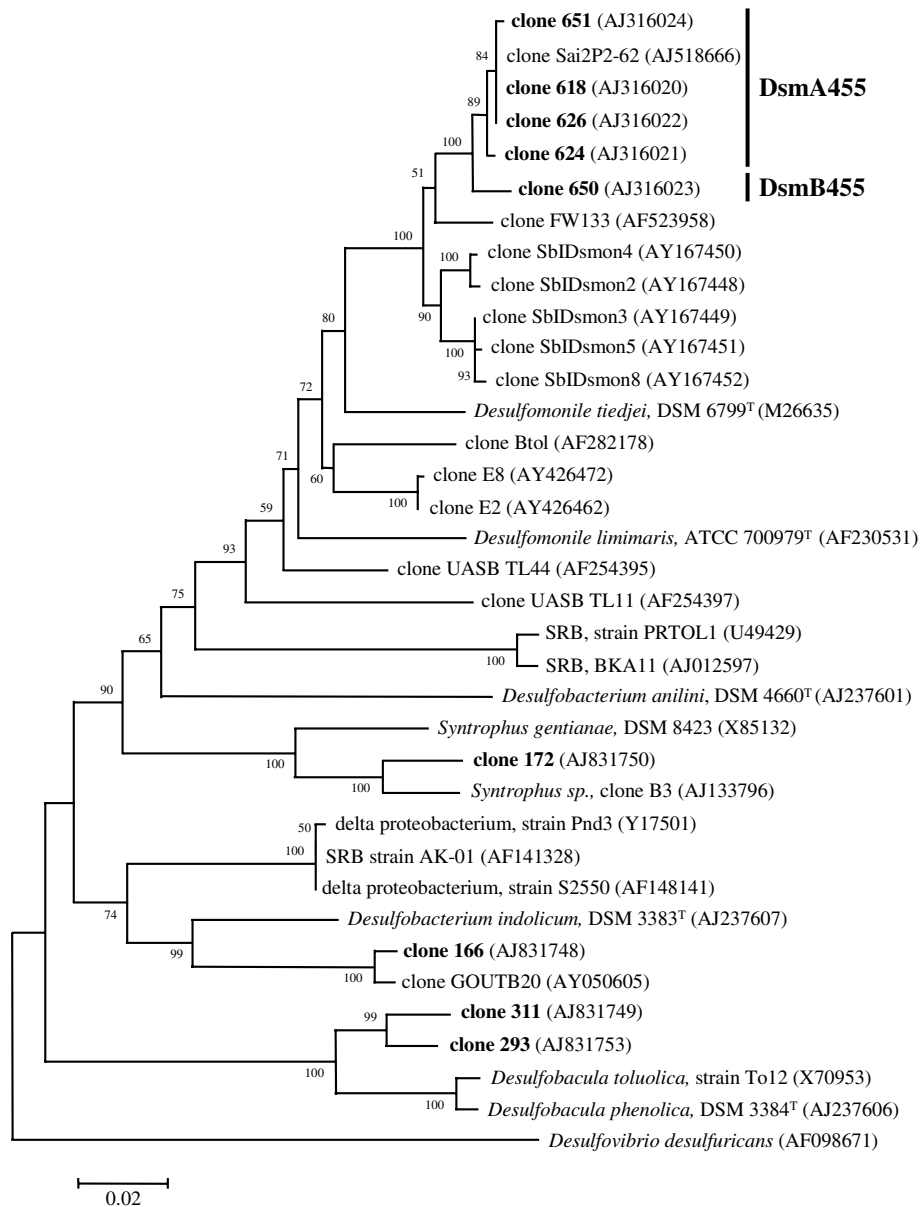 clone 651 (AJ316024)
84
clone Sai2P2-62 (AJ518666)
clone 618 (AJ316020)
DsmA455
89
clone 626 (AJ316022)
100
clone 624 (AJ316021)
51
clone 650 (AJ316023)
DsmB455
clone FW133 (AF523958)
100
clone SbIDsmon4 (AY167450)
100
clone SbIDsmon2 (AY167448)
90
clone SbIDsmon3 (AY167449)
80
clone SbIDsmon5 (AY167451)
100
93
clone SbIDsmon8 (AY167452)
72
Desulfomonile tiedjei, DSM 6799T (M26635)
clone Btol (AF282178)
71
clone E8 (AY426472)
60
100
clone E2 (AY426462)
59
Desulfomonile limimaris, ATCC 700979T (AF230531)
93
clone UASB TL44 (AF254395)
75
clone UASB TL11 (AF254397)
65
SRB, strain PRTOL1 (U49429)
100
SRB, BKA11 (AJ012597)
90
Desulfobacterium anilini, DSM 4660T (AJ237601)
Syntrophus gentianae, DSM 8423 (X85132)
100
clone 172 (AJ831750)
100
Syntrophus sp., clone B3 (AJ133796)
50
delta proteobacterium, strain Pnd3 (Y17501)
100
SRB strain AK-01 (AF141328)
delta proteobacterium, strain S2550 (AF148141)
74
Desulfobacterium indolicum, DSM 3383T (AJ237607)
99
clone 166 (AJ831748)
100
clone GOUTB20 (AY050605)
99
clone 311 (AJ831749)
clone 293 (AJ831753)
100
Desulfobacula toluolica, strain To12 (X70953)
100
Desulfobacula phenolica, DSM 3384T (AJ237606)
Desulfovibrio desulfuricans (AF098671)
0.02